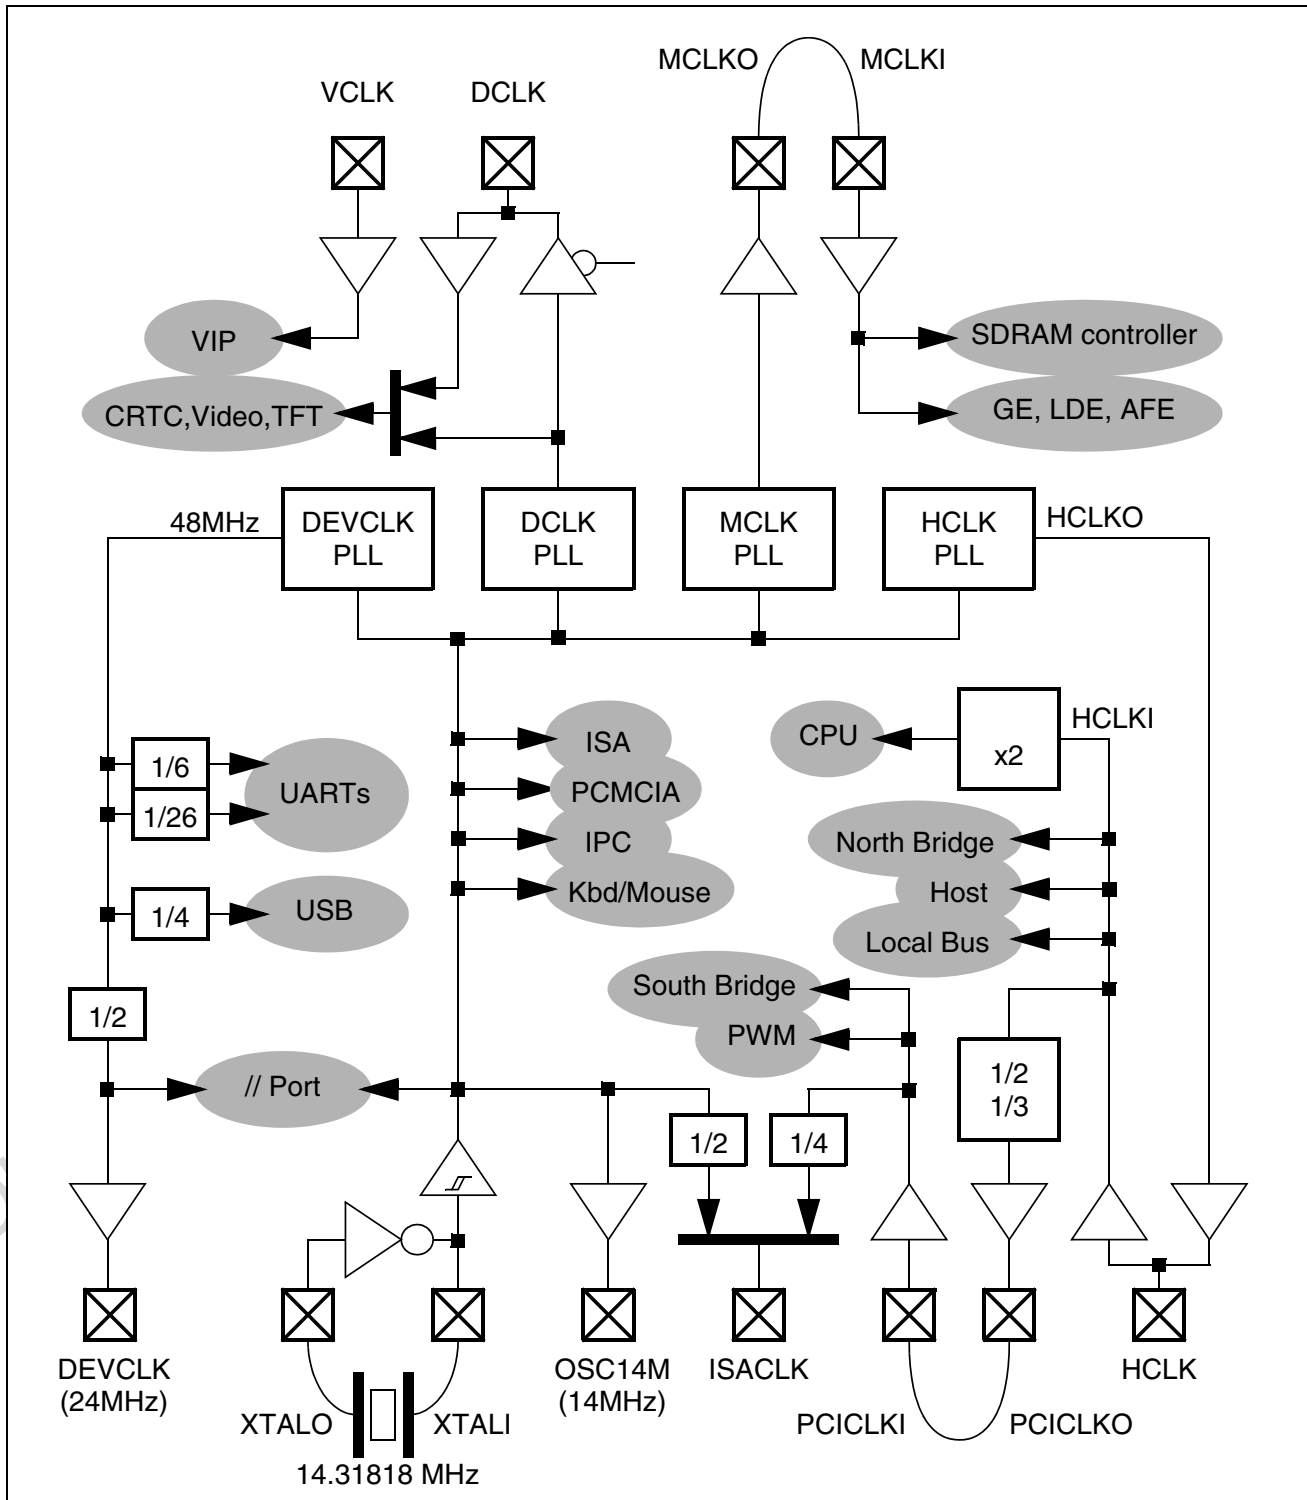 MCLKO
MCLKI
VCLK
DCLK
VIP
SDRAM controller
CRTC,Video,TFT
GE, LDE, AFE
48MHz
DEVCLK
PLL
DCLK
PLL
MCLK
PLL
HCLK
PLL
HCLKO
CPU
x2
HCLKI
ISA
1/6
UARTs
PCMCIA
1/26
IPC
North Bridge
Kbd/Mouse
Host
1/4
USB
Local Bus
South Bridge
1/2
PWM
// Port
1/2
1/3
1/2
1/4
DEVCLK
(24MHz)
OSC14M
(14MHz)
ISACLK
HCLK
XTALO
XTALI
PCICLKI
PCICLKO
14.31818 MHz